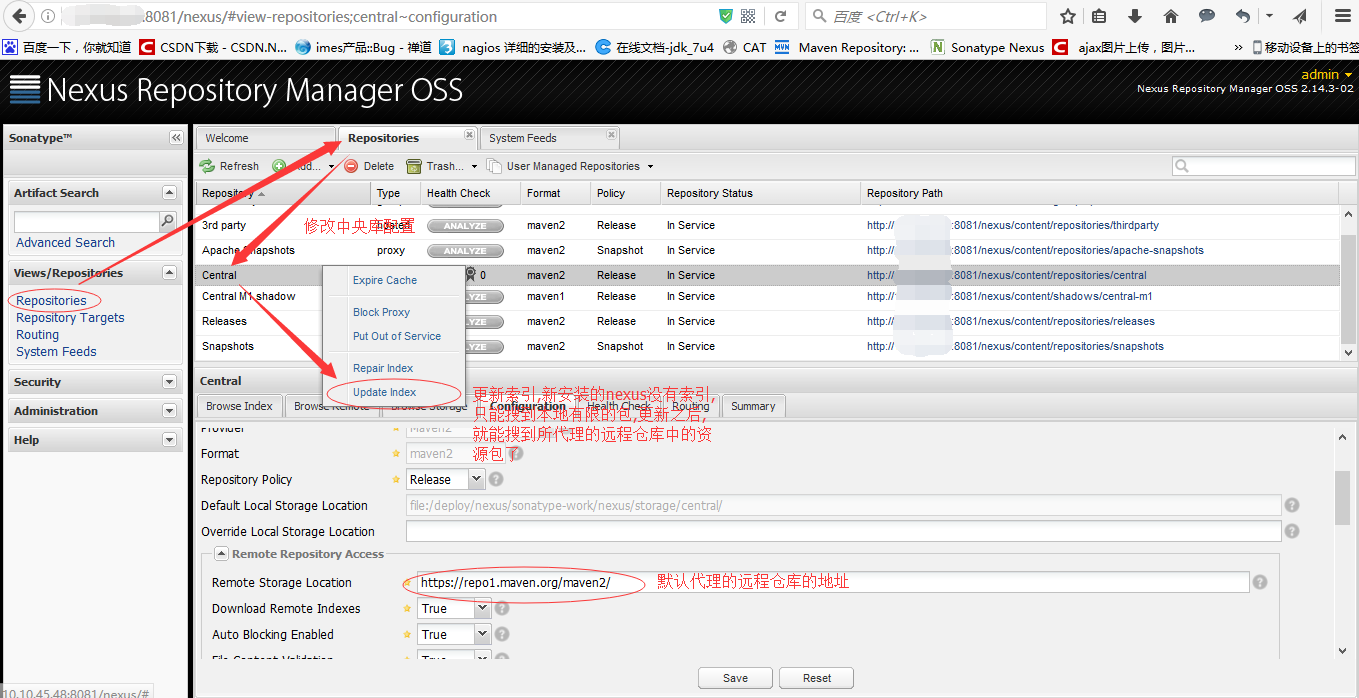 :8081/nexus/#view-repositories;central~configuration
百度 <Ctrl+K>
百度一下，你就知道
CSDN下载 - CSDN.N...
imes产品::Bug - 禅道
nagios 详细的安装及...
在线文档-jdk_7u4
CAT
Maven Repository: ...
Sonatype Nexus
ajax图片上传，图片...
»
移动设备上的书签
Nexus Repository Manager OSS
admin
Nexus Repository Manager OSS 2.14.3-02
Sonatype™
Welcome
Repositories
System Feeds
Refresh
Delete
Trash...
User Managed Repositories
Artifact Search
Advanced Search
Views/Repositories
Repositories
Repository Targets
Routing
System Feeds
Security
Administration
Help
Repository Type Health Check Format Policy Repository Status Repository Path
3rd party hosted ANALYZE maven2 Release In Service http:// :8081/nexus/content/repositories/thirdparty
修改中央库配置
Apache Snapshots proxy ANALYZE maven2 Snapshot In Service http:// :8081/nexus/content/repositories/apache-snapshots
Central 0 maven2 Release In Service http:// :8081/nexus/content/repositories/central
Central M1 shadow YZE maven1 Release In Service http:// :8081/nexus/content/shadows/central-m1
Releases YZE maven2 Release In Service http:// :8081/nexus/content/repositories/releases
Snapshots YZE maven2 Snapshot In Service http:// :8081/nexus/content/repositories/snapshots
Expire Cache
Block Proxy
Put Out of Service
Repair Index
Update Index
更新索引,新安装的nexus没有索引,
只能搜到本地有限的包,更新之后,
就能搜到所代理的远程仓库中的资
源包了
Central
Browse Index
Browse Remote
Browse Storage
Configuration
Health Check
Routing
Summary
Provider Maven2
Format maven2
Repository Policy Release
Default Local Storage Location file:/deploy/nexus/sonatype-work/nexus/storage/central/
Override Local Storage Location
Remote Repository Access
Remote Storage Location https://repo1.maven.org/maven2/
默认代理的远程仓库的地址
Download Remote Indexes True
Auto Blocking Enabled True
File Content Validation True
Save
Reset
10.10.45.48:8081/nexus/#